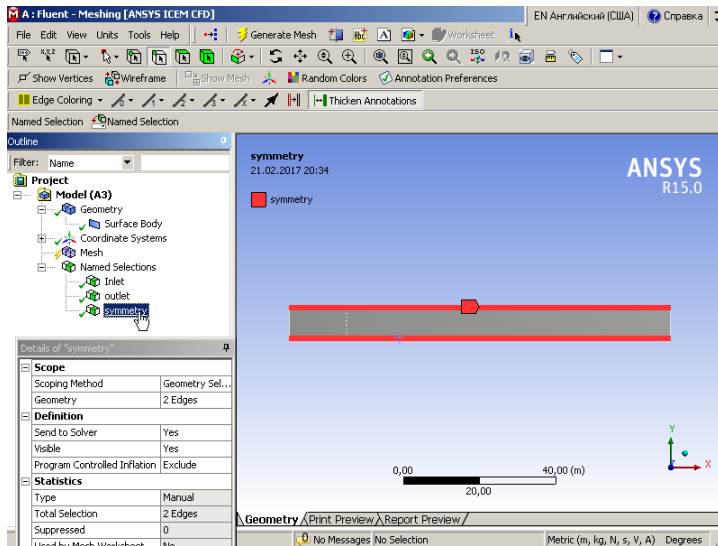 A : Fluent - Meshing [ANSYS ICEM CFD]
EN Английский (США) Справка
File Edit View Units Tools Help Generate Mesh A Worksheet
Show Vertices Wireframe Show Mesh Random Colors Annotation Preferences
Edge Coloring Thicken Annotations
Named Selection Named Selection
Outline
Filter: Name
Project
Model (A3)
Geometry
Surface Body
Coordinate Systems
Mesh
Named Selections
Inlet
outlet
symmetry
Details of "symmetry"
Scope
Scoping Method Geometry Sel...
Geometry 2 Edges
Definition
Send to Solver Yes
Visible Yes
Program Controlled Inflation Exclude
Statistics
Type Manual
Total Selection 2 Edges
Suppressed 0
Used by Mesh Worksheet No
symmetry
21.02.2017 20:34
symmetry
ANSYS
R15.0
0,00 40,00 (m)
20,00
Y
X
Geometry Print Preview Report Preview
No Messages No Selection Metric (m, kg, N, s, V, A) Degrees